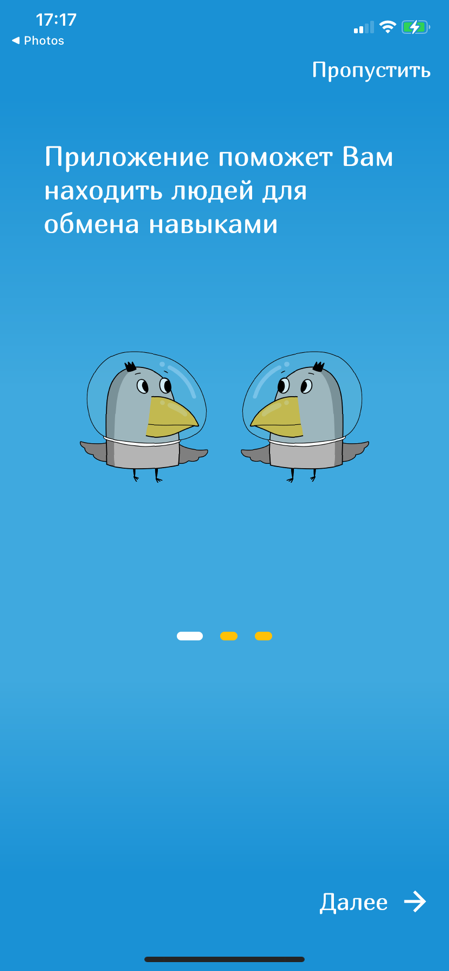 17:17
◀ Photos
Пропустить
Приложение поможет Вам
находить людей для
обмена навыками
Далее →